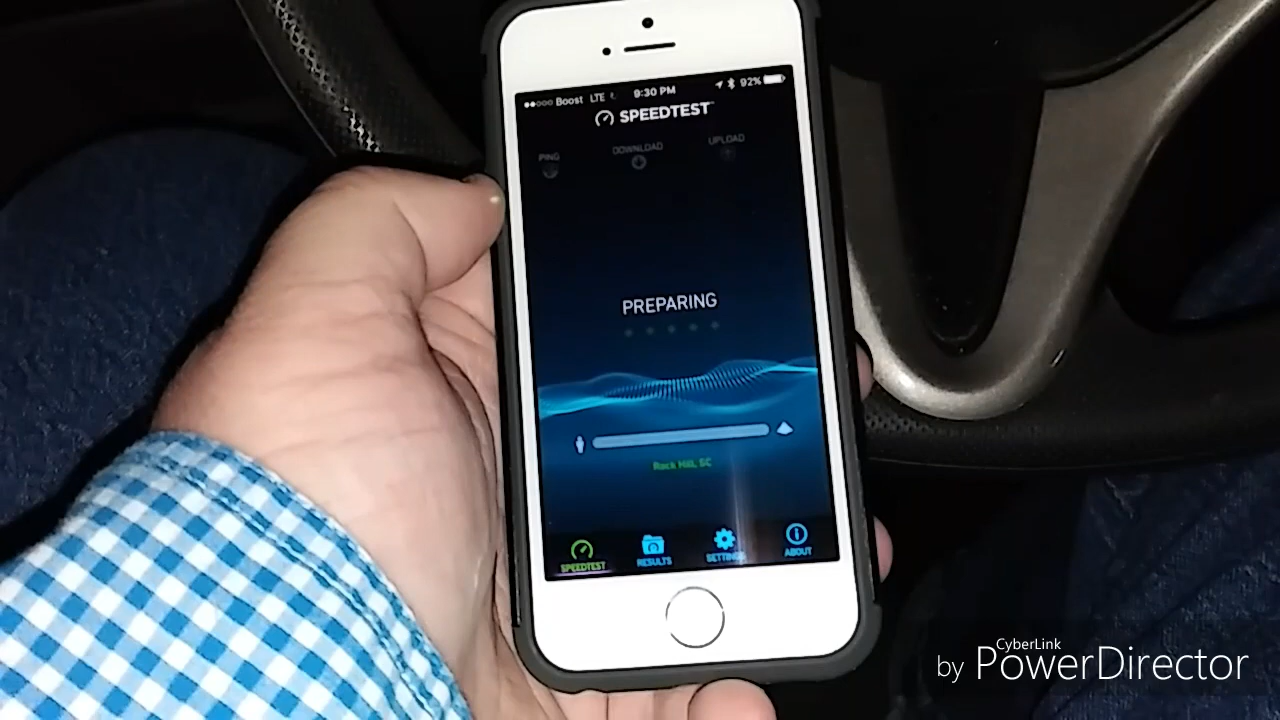 Boost LTE 9:30 PM 92%
SPEEDTEST
PING DOWNLOAD UPLOAD
PREPARING
Rock Hill, SC
SPEEDTEST RESULTS SETTINGS ABOUT
CyberLink
by PowerDirector